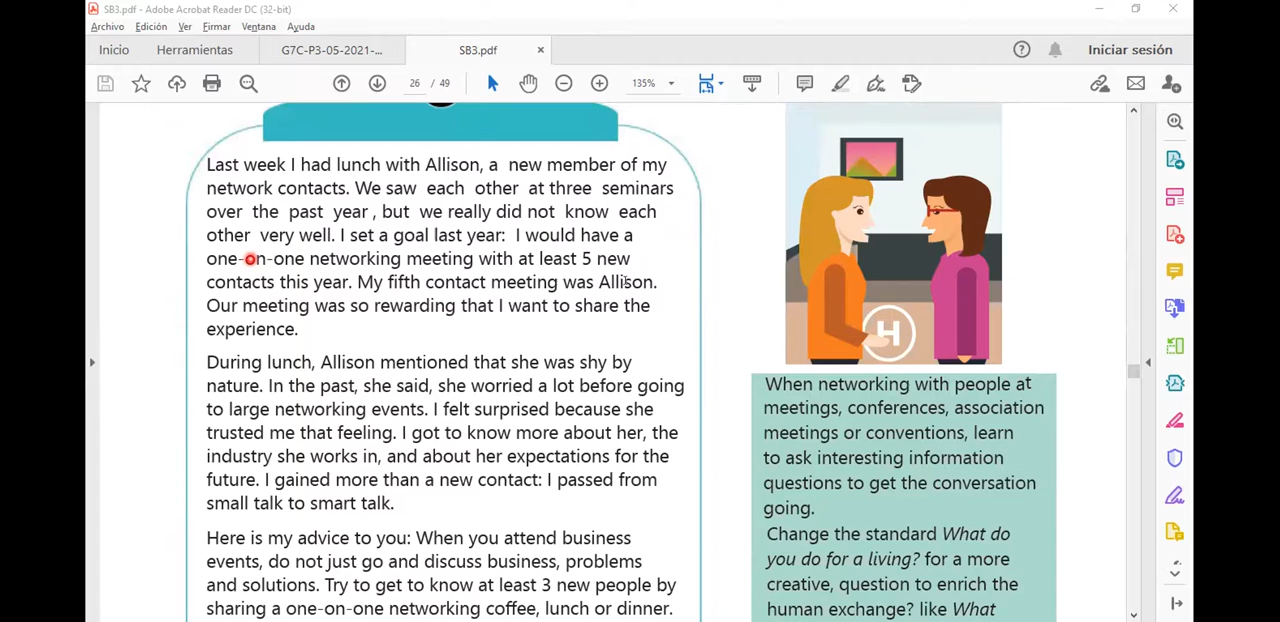 SB3.pdf - Adobe Acrobat Reader DC (32-bit)
Archivo Edición Ver Firmar Ventana Ayuda
Inicio Herramientas G7C-P3-05-2021-... SB3.pdf × Iniciar sesión
26 / 49 135%
Last week I had lunch with Allison, a new member of my
network contacts. We saw each other at three seminars
over the past year , but we really did not know each
other very well. I set a goal last year: I would have a
one-on-one networking meeting with at least 5 new
contacts this year. My fifth contact meeting was Allison.
Our meeting was so rewarding that I want to share the
experience.
During lunch, Allison mentioned that she was shy by
nature. In the past, she said, she worried a lot before going
to large networking events. I felt surprised because she
trusted me that feeling. I got to know more about her, the
industry she works in, and about her expectations for the
future. I gained more than a new contact: I passed from
small talk to smart talk.
Here is my advice to you: When you attend business
events, do not just go and discuss business, problems
and solutions. Try to get to know at least 3 new people by
sharing a one-on-one networking coffee, lunch or dinner.
H
When networking with people at
meetings, conferences, association
meetings or conventions, learn
to ask interesting information
questions to get the conversation
going.
Change the standard What do
you do for a living? for a more
creative, question to enrich the
human exchange? like What